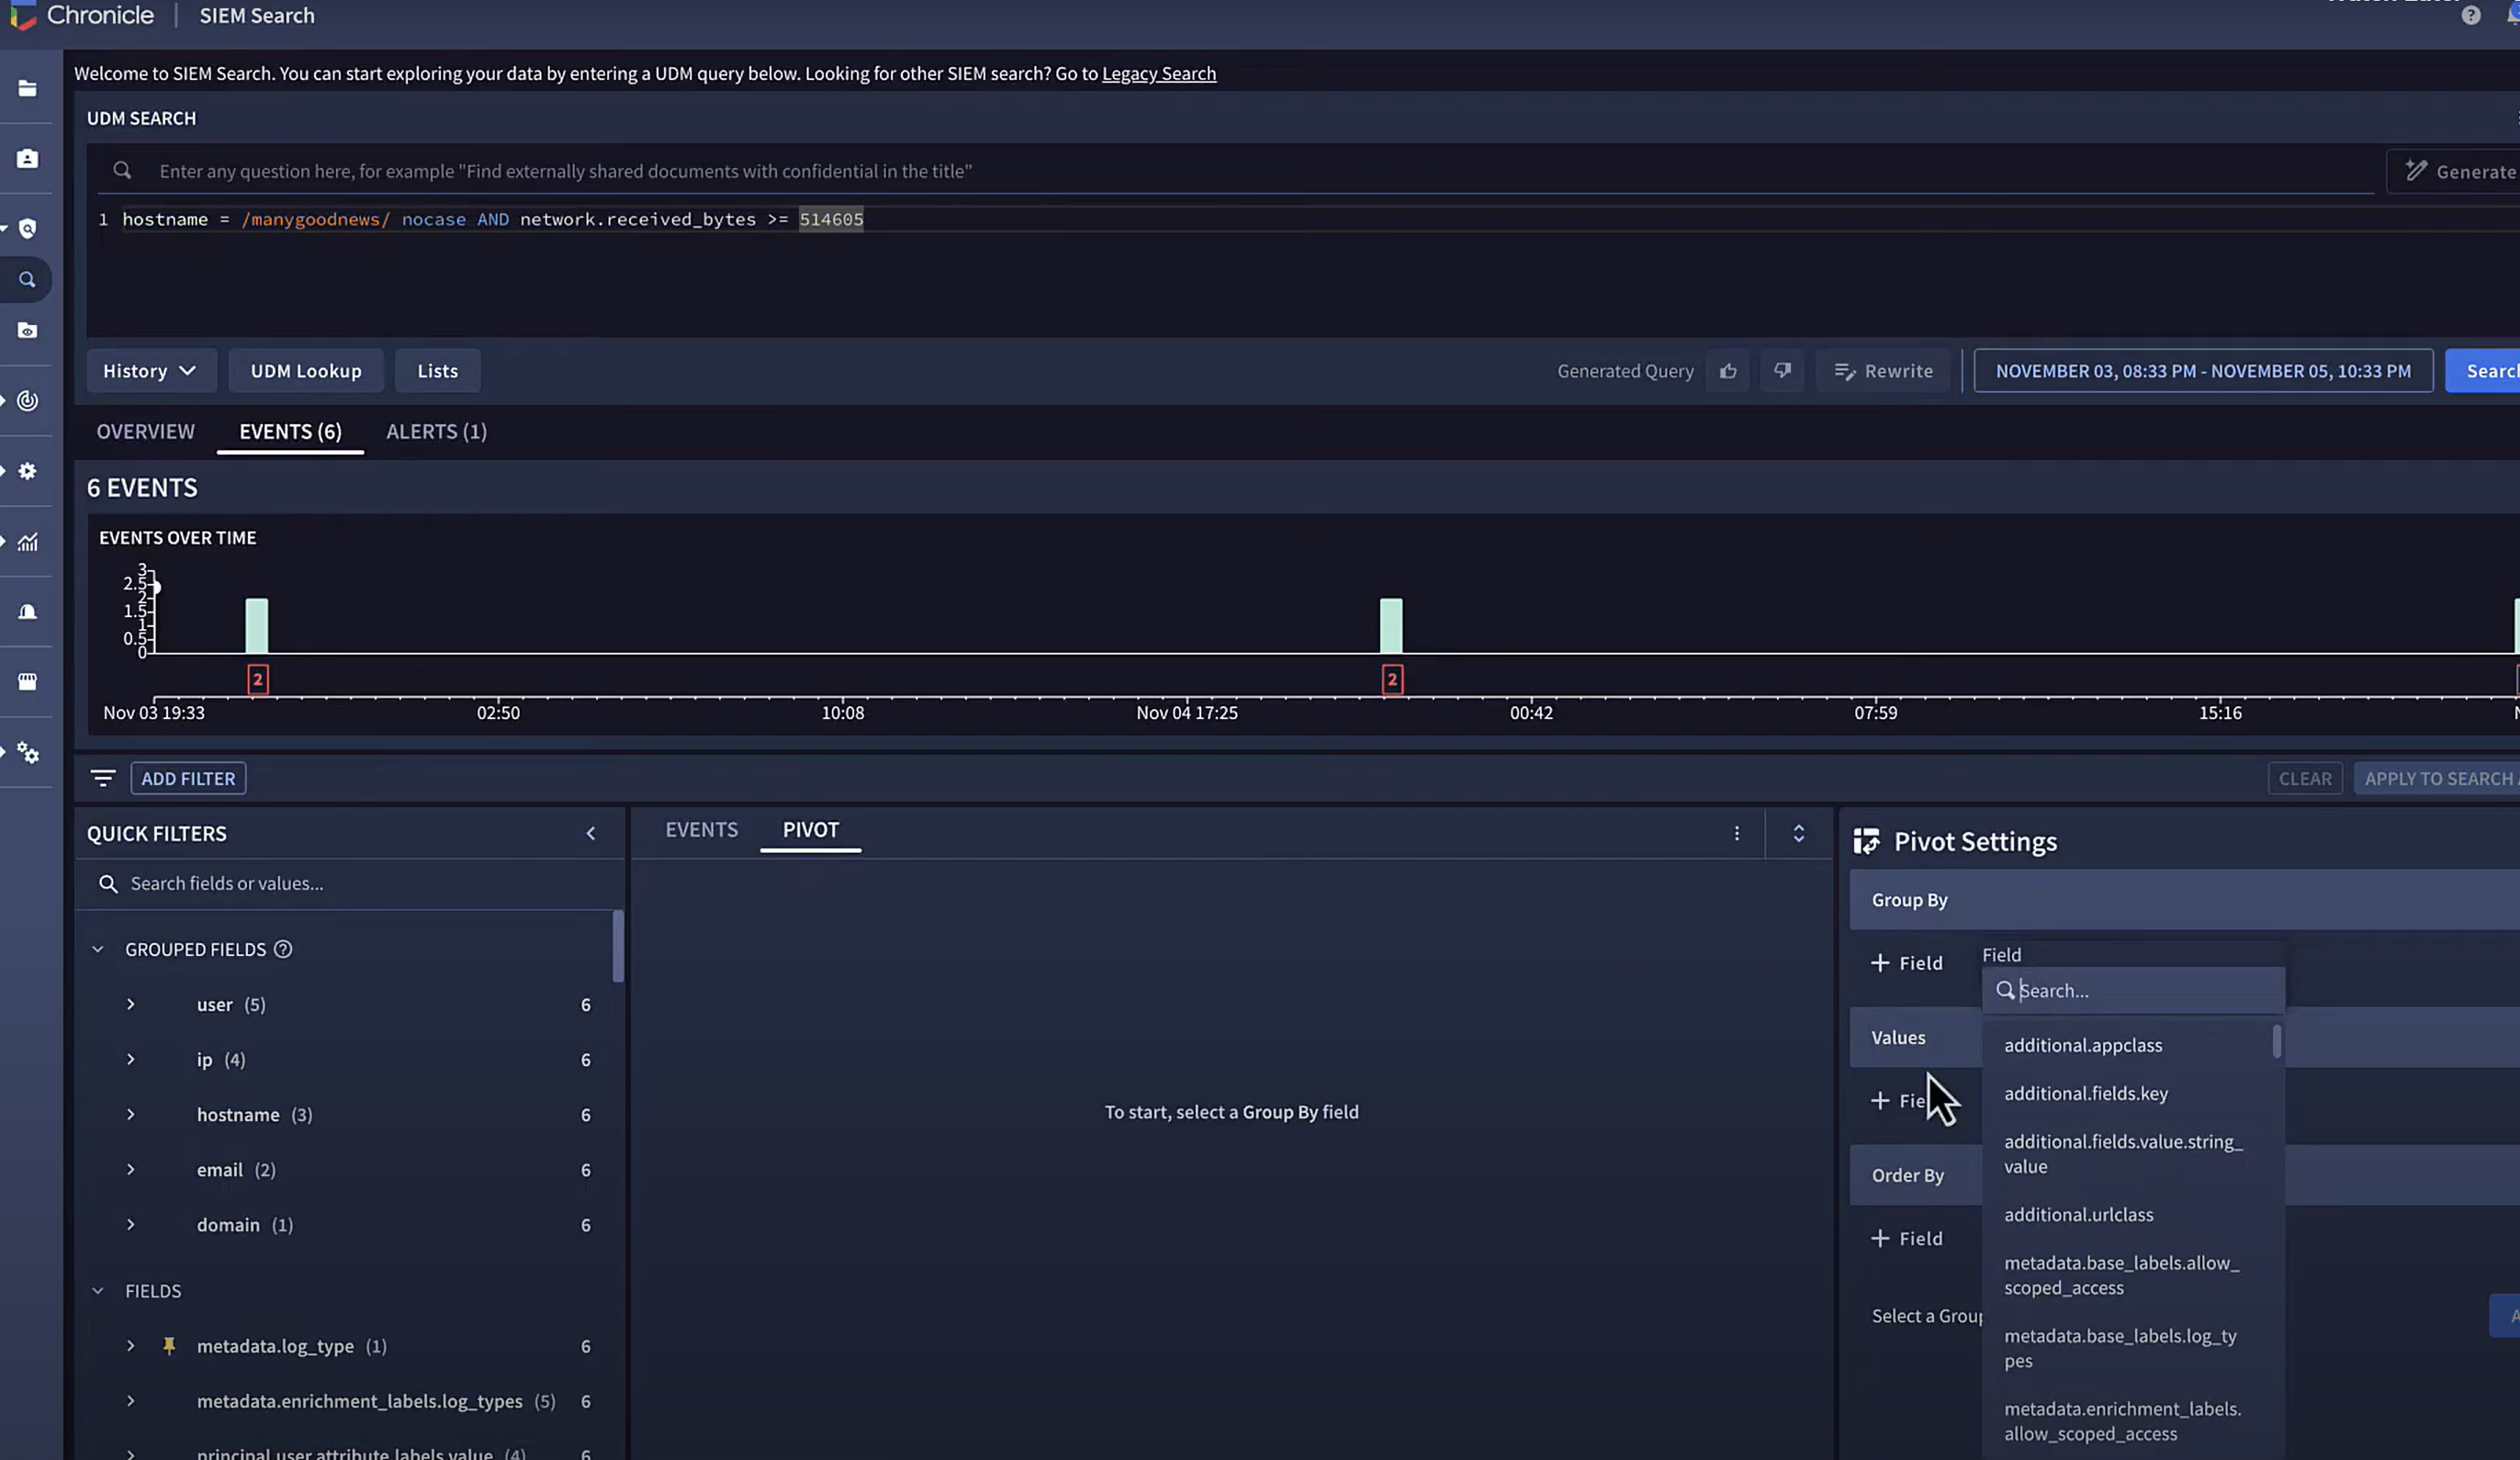 Chronicle | SIEM Search
Welcome to SIEM Search. You can start exploring your data by entering a UDM query below. Looking for other SIEM search? Go to Legacy Search
UDM SEARCH
Enter any question here, for example "Find externally shared documents with confidential in the title"
Generate
1 hostname = /manygoodnews/ nocase AND network.received_bytes >= 514605
History
UDM Lookup
Lists
Generated Query
Rewrite
NOVEMBER 03, 08:33 PM - NOVEMBER 05, 10:33 PM
Search
OVERVIEW
EVENTS (6)
ALERTS (1)
6 EVENTS
EVENTS OVER TIME
3
2.5
2
1.5
1
0.5
0
2
2
Nov 03 19:33
02:50
10:08
Nov 04 17:25
00:42
07:59
15:16
ADD FILTER
CLEAR
APPLY TO SEARCH
QUICK FILTERS
Search fields or values...
GROUPED FIELDS
user (5) 6
ip (4) 6
hostname (3) 6
email (2) 6
domain (1) 6
FIELDS
metadata.log_type (1) 6
metadata.enrichment_labels.log_types (5) 6
principal.user.attribute.labels.value (4) 6
EVENTS
PIVOT
To start, select a Group By field
Pivot Settings
Group By
+ Field
Values
+ Fie
Order By
+ Field
Select a Group
Field
Search...
additional.appclass
additional.fields.key
additional.fields.value.string_
value
additional.urlclass
metadata.base_labels.allow_
scoped_access
metadata.base_labels.log_ty
pes
metadata.enrichment_labels.
allow_scoped_access